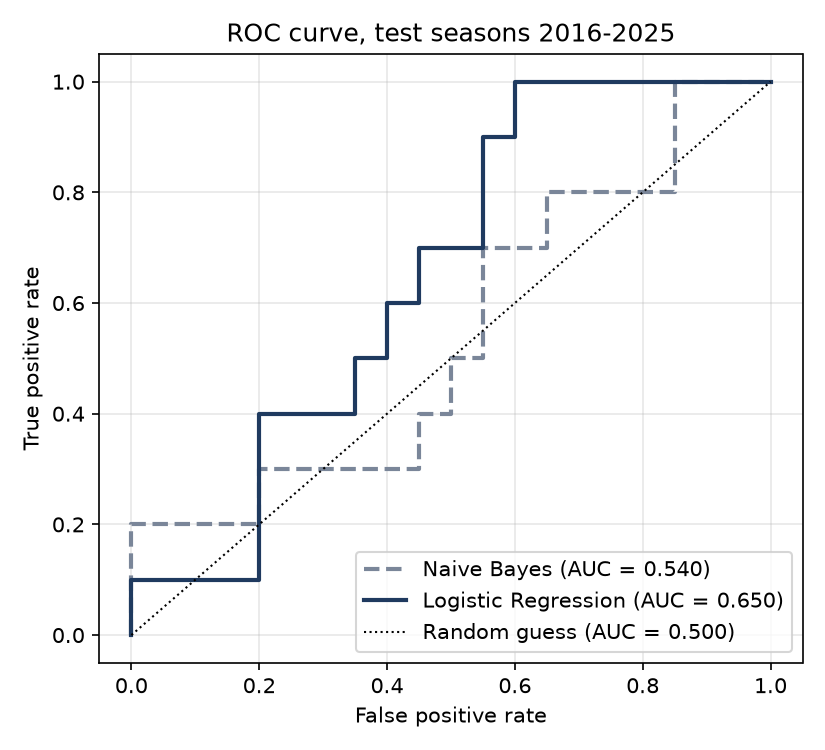 ROC curve, test seasons 2016-2025
1.0
0.8
0.6
0.4
0.2
0.0
True positive rate
Naive Bayes (AUC = 0.540)
Logistic Regression (AUC = 0.650)
Random guess (AUC = 0.500)
0.0 0.2 0.4 0.6 0.8 1.0
False positive rate